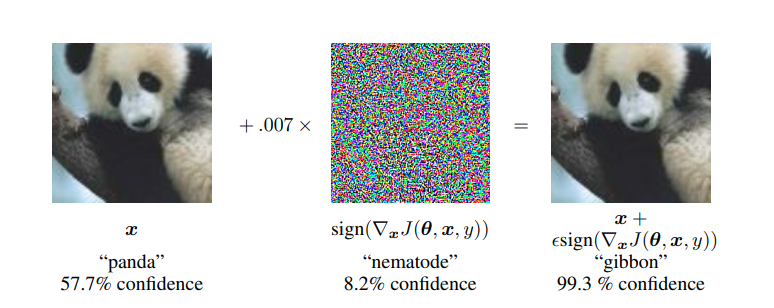 + .007 ×
=
x
sign(∇ₓJ(θ, x, y))
x +
ϵsign(∇ₓJ(θ, x, y))
“panda”
“nematode”
“gibbon”
57.7% confidence
8.2% confidence
99.3 % confidence